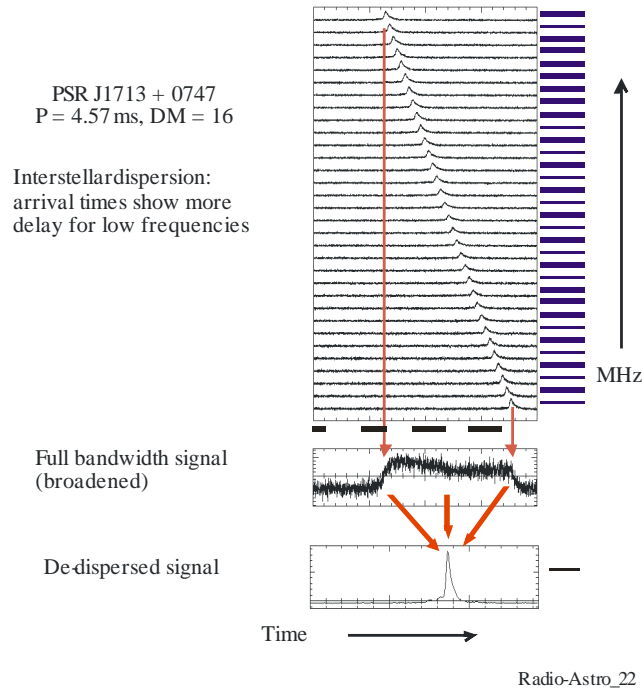 PSR J1713 + 0747
P = 4.57 ms, DM = 16
Interstellardispersion:
arrival times show more
delay for low frequencies
MHz
Full bandwidth signal
(broadened)
De-dispersed signal
Time
Radio-Astro_22